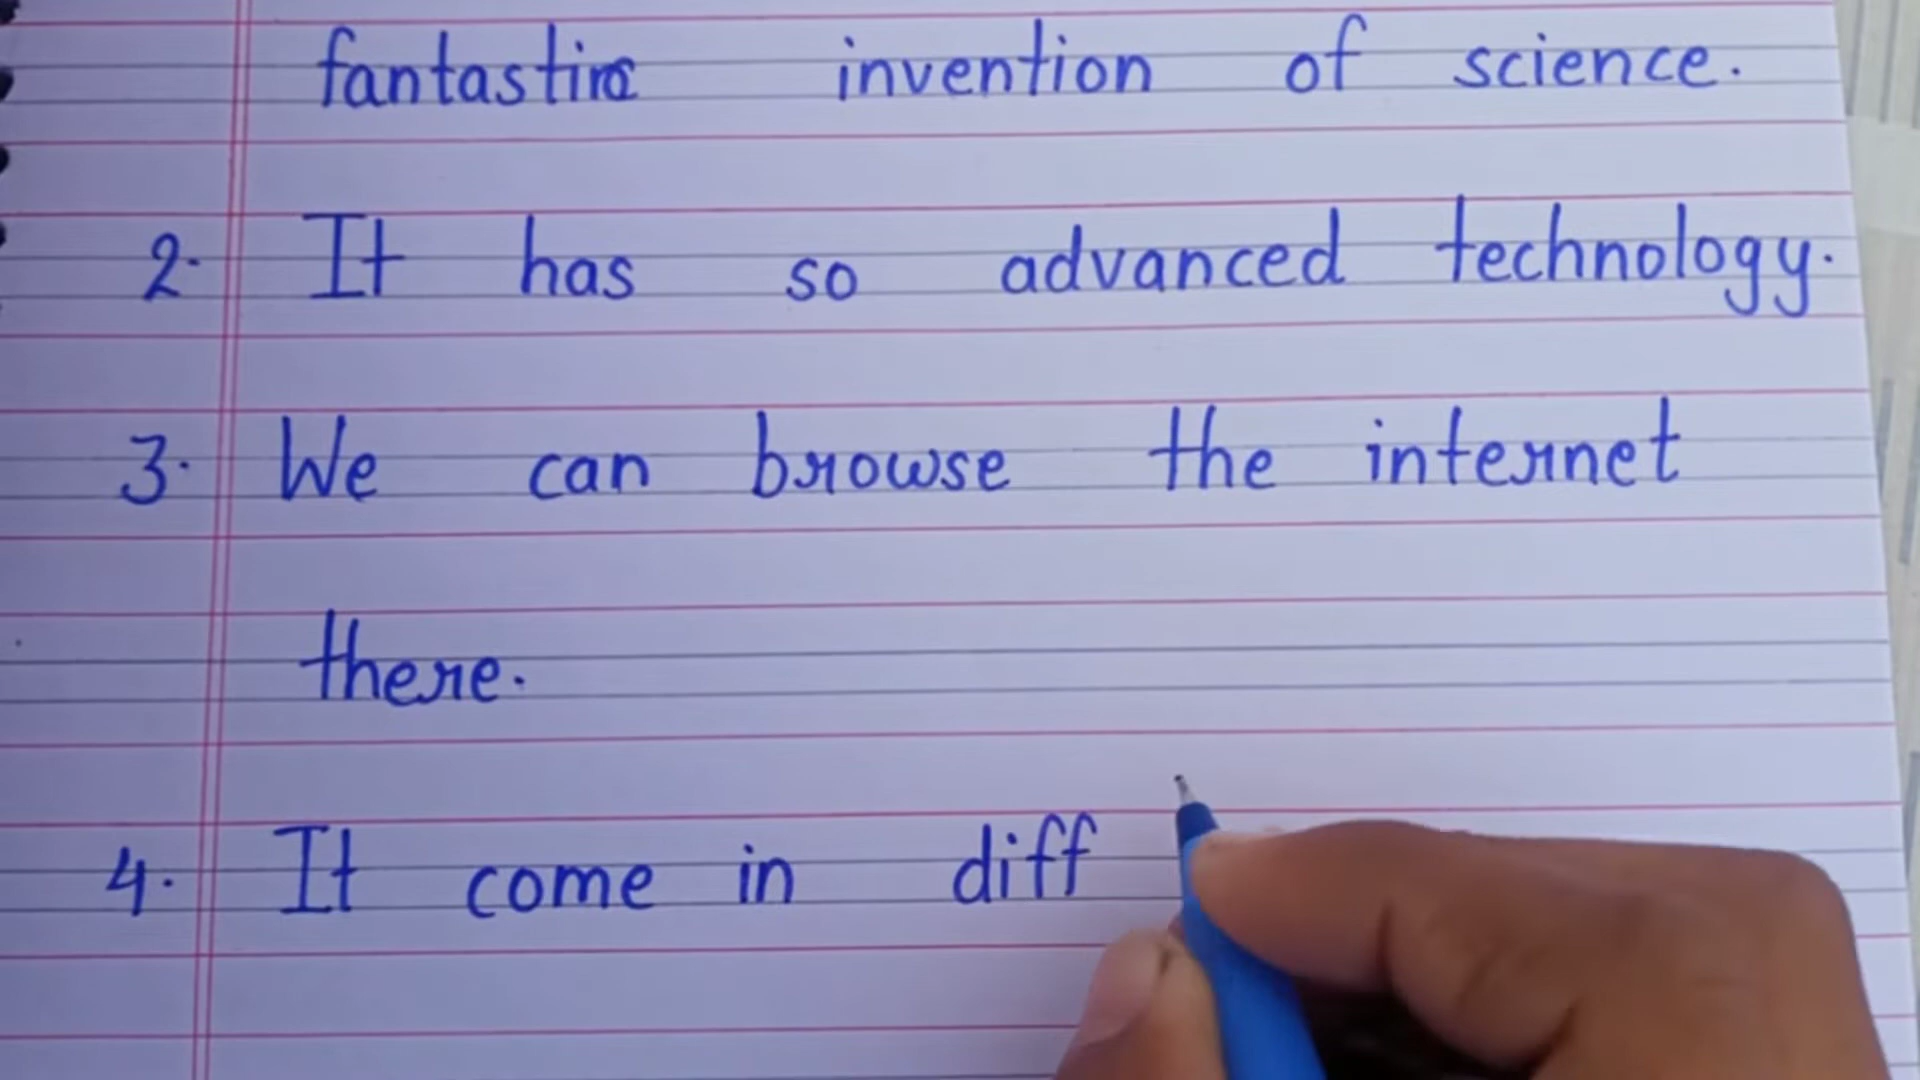 fantastic invention of science.
2. It has so advanced technology.
3. We can browse the internet
there.
4. It come in diff